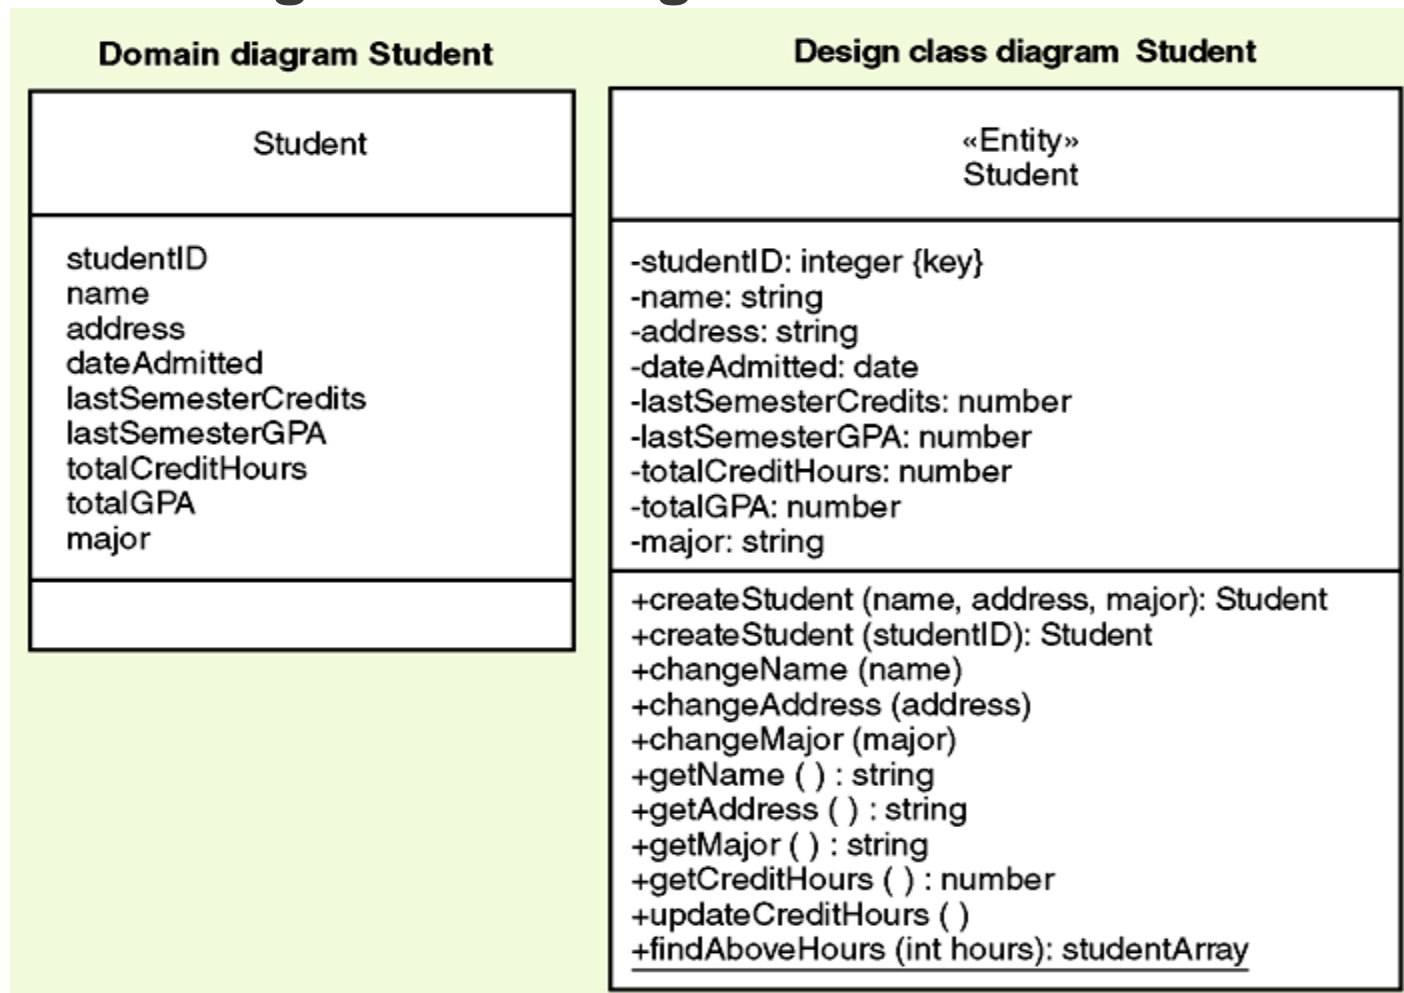 Domain diagram Student
Student
studentID
name
address
dateAdmitted
lastSemesterCredits
lastSemesterGPA
totalCreditHours
totalGPA
major
Design class diagram Student
«Entity»
Student
-studentID: integer {key}
-name: string
-address: string
-dateAdmitted: date
-lastSemesterCredits: number
-lastSemesterGPA: number
-totalCreditHours: number
-totalGPA: number
-major: string
+createStudent (name, address, major): Student
+createStudent (studentID): Student
+changeName (name)
+changeAddress (address)
+changeMajor (major)
+getName ( ) : string
+getAddress ( ) : string
+getMajor ( ) : string
+getCreditHours ( ) : number
+updateCreditHours ( )
+findAboveHours (int hours): studentArray